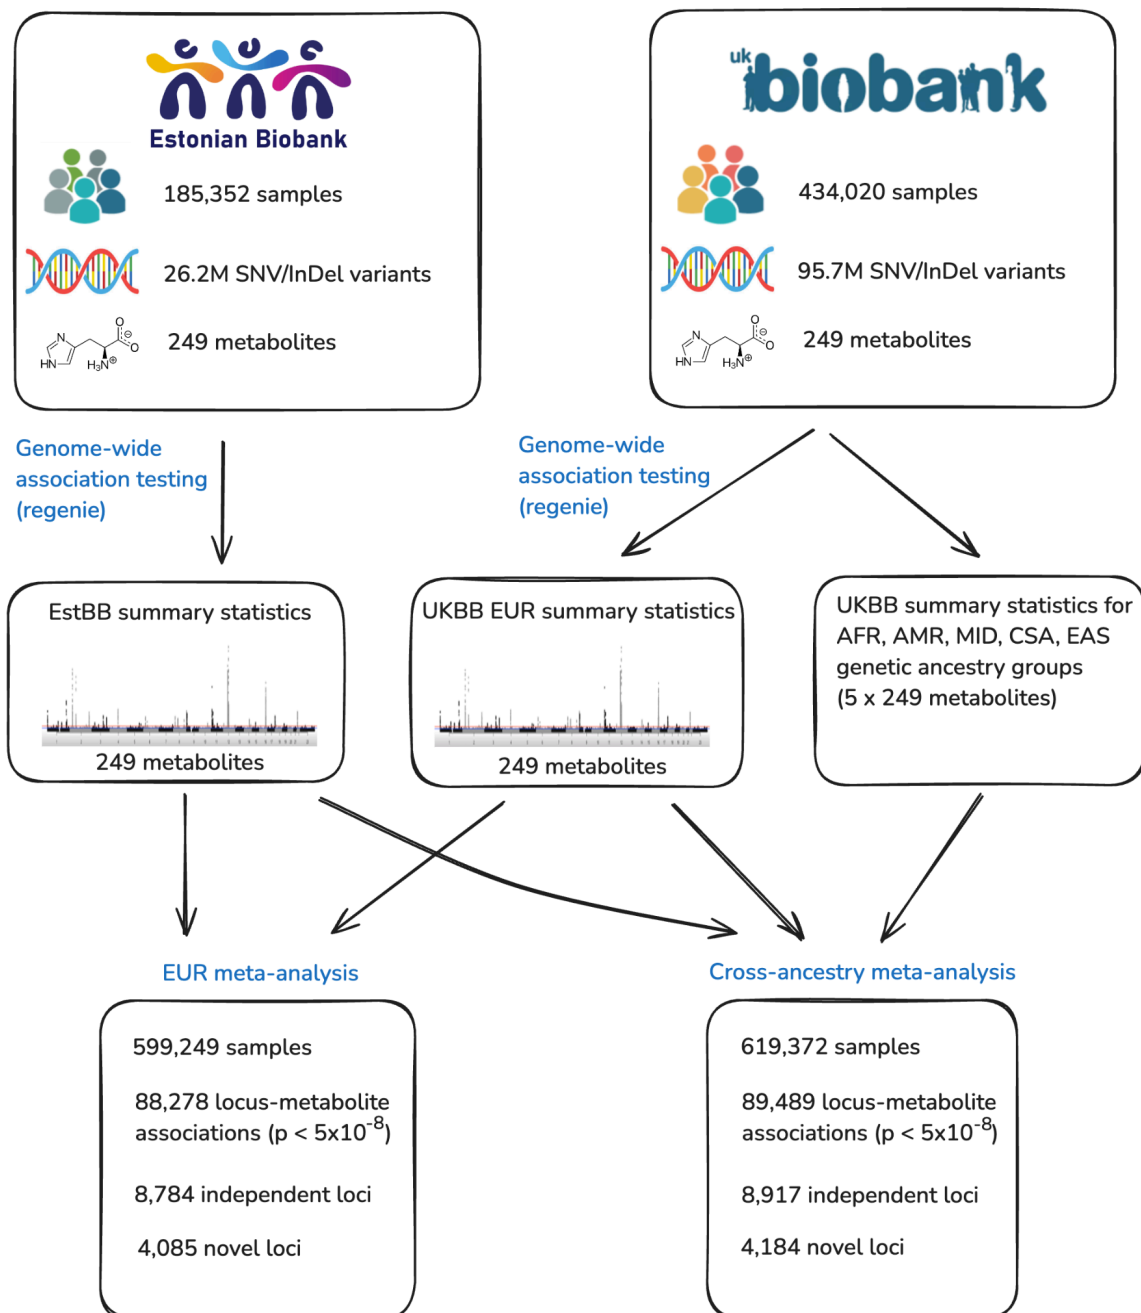 Estonian Biobank
185,352 samples
26.2M SNV/InDel variants
N
HN
O
O
H₃N⊕
⊖
249 metabolites
uk
biobank
434,020 samples
95.7M SNV/InDel variants
N
HN
O
O
H₃N⊕
⊖
249 metabolites
Genome-wide
association testing
(regenie)
Genome-wide
association testing
(regenie)
EstBB summary statistics
249 metabolites
UKBB EUR summary statistics
249 metabolites
UKBB summary statistics for
AFR, AMR, MID, CSA, EAS
genetic ancestry groups
(5 x 249 metabolites)
EUR meta-analysis
599,249 samples
88,278 locus-metabolite
associations (p < 5x10⁻⁸)
8,784 independent loci
4,085 novel loci
Cross-ancestry meta-analysis
619,372 samples
89,489 locus-metabolite
associations (p < 5x10⁻⁸)
8,917 independent loci
4,184 novel loci